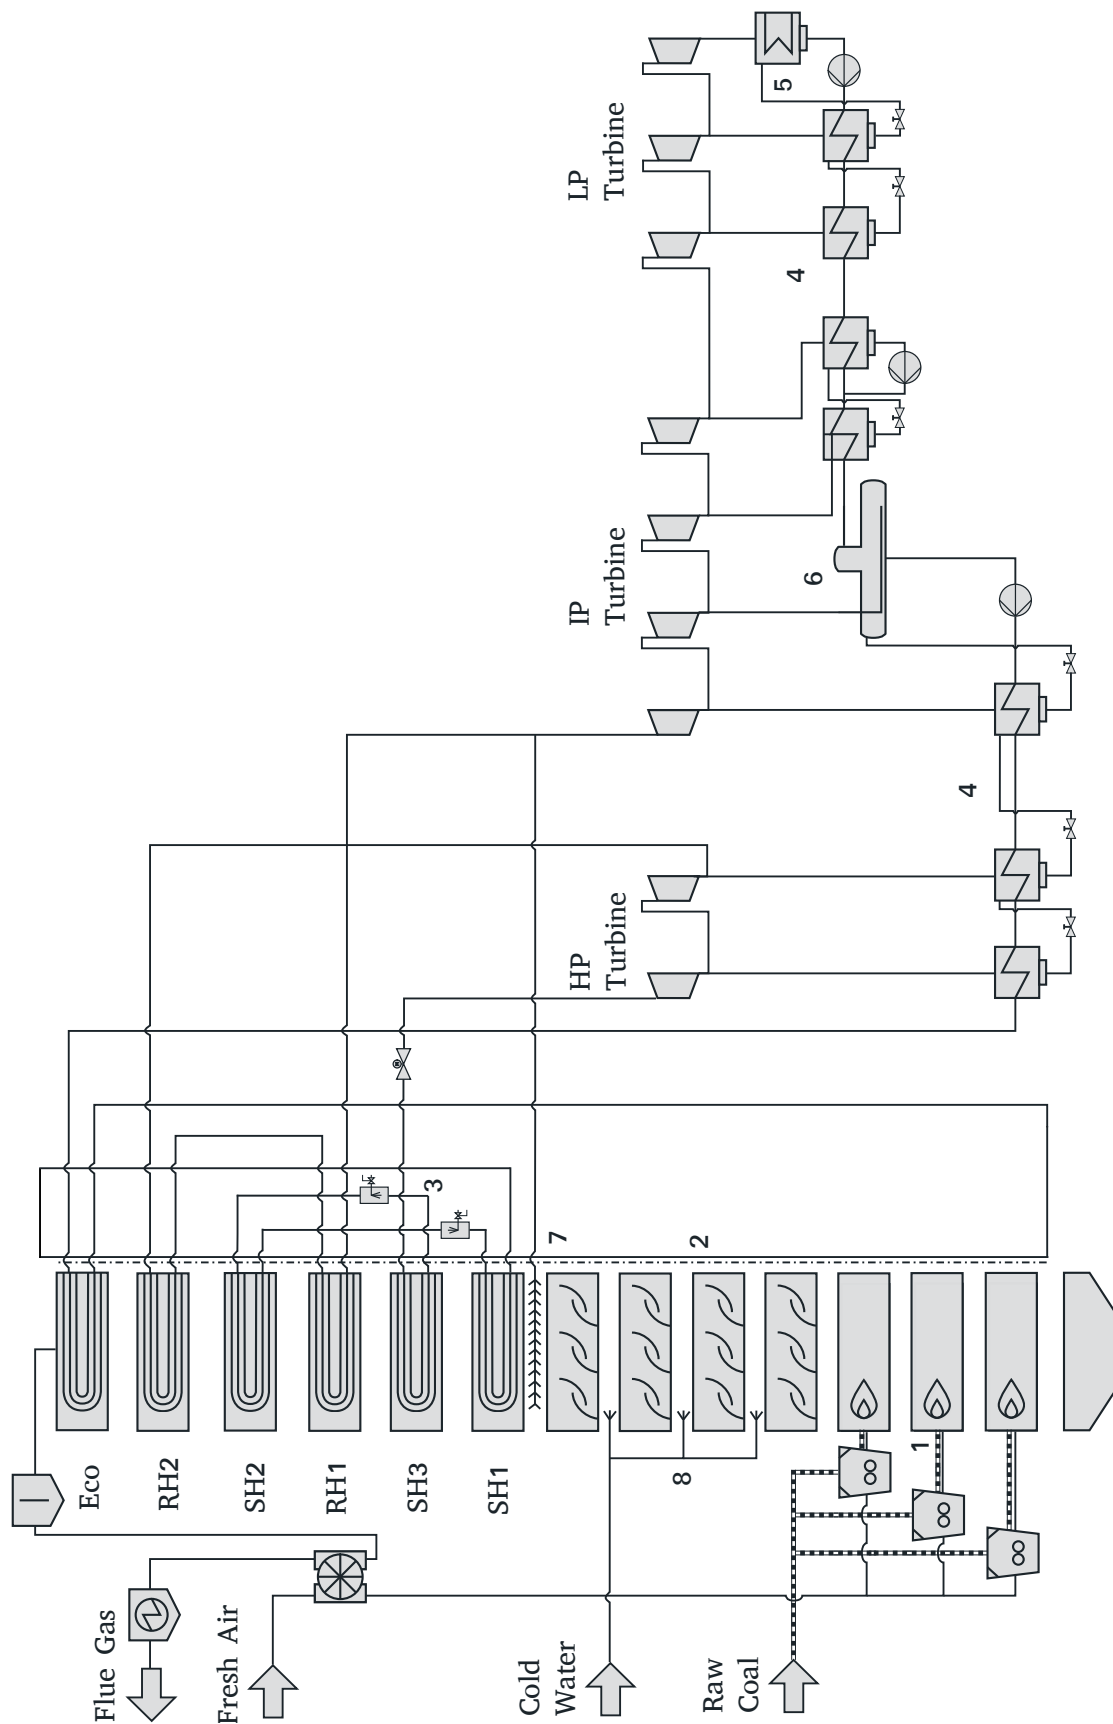 Flue Gas
Fresh Air
Cold
Water
Raw
Coal
Eco
RH2
SH2
RH1
SH3
SH1
8
1
2
7
3
HP
Turbine
4
IP
Turbine
6
4
LP
Turbine
5